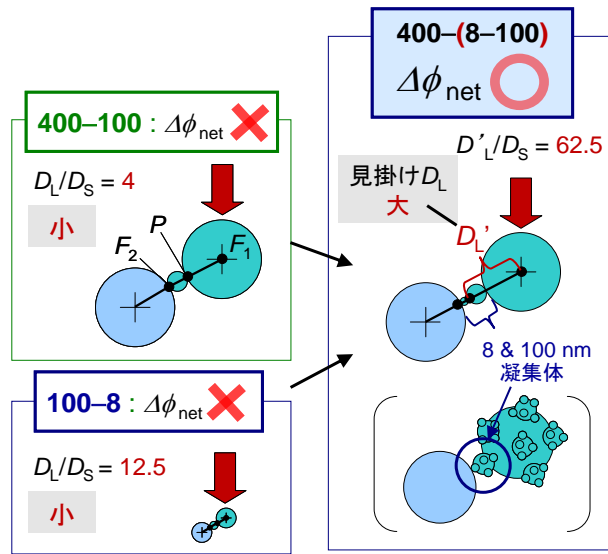 400–100 : Δϕnet
DL/DS = 4
小
P
F2
F1
100–8 : Δϕnet
DL/DS = 12.5
小
400–(8–100)
Δϕnet
D'L/DS = 62.5
見掛けDL
大
DL'
8 & 100 nm
凝集体